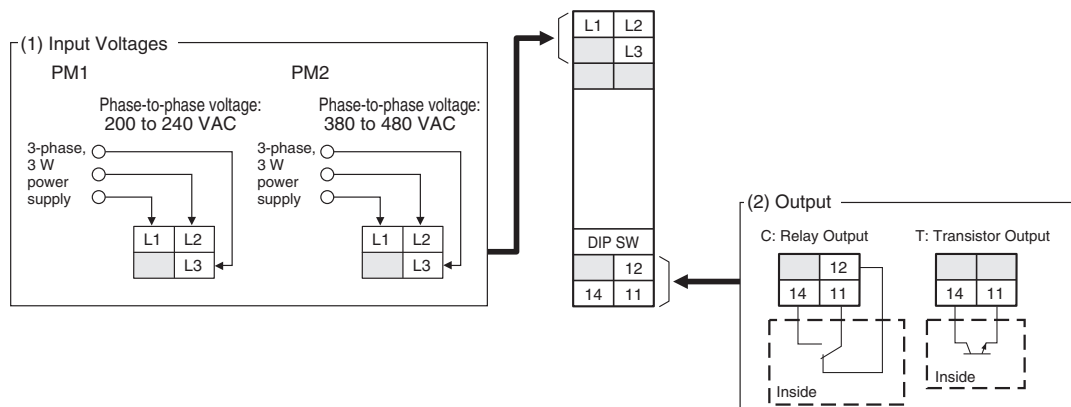 (1) Input Voltages
PM1
Phase-to-phase voltage:
200 to 240 VAC
3-phase,
3 W
power
supply
L1 L2
L3
PM2
Phase-to-phase voltage:
380 to 480 VAC
3-phase,
3 W
power
supply
L1 L2
L3
L1 L2
L3
DIP SW
12
14 11
(2) Output
C: Relay Output
12
14 11
Inside
T: Transistor Output
14 11
Inside